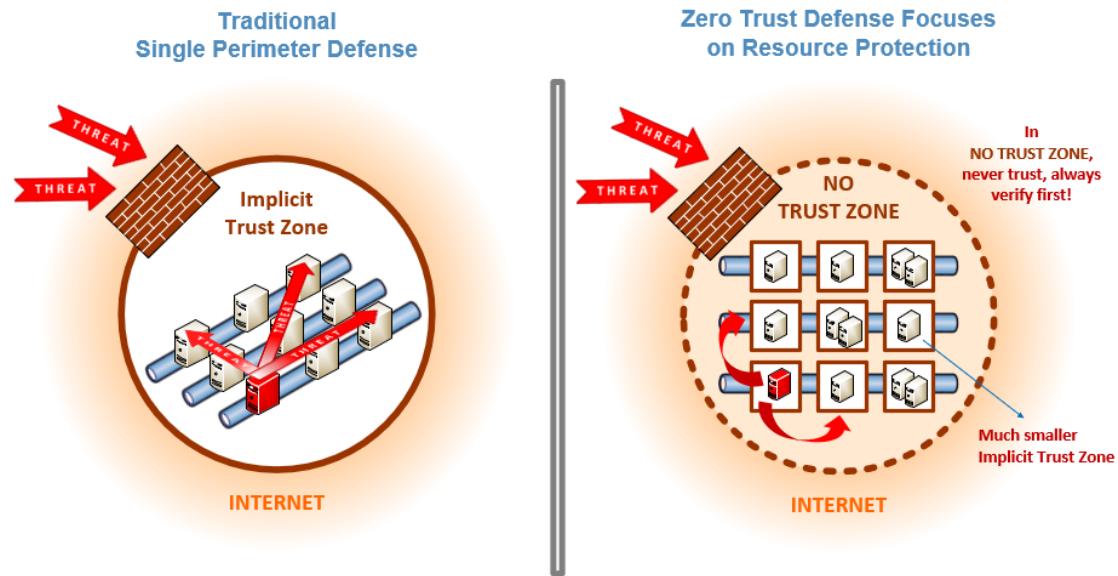 Traditional
Single Perimeter Defense
THREAT
THREAT
Implicit
Trust Zone
THREAT
THREAT
THREAT
INTERNET
Zero Trust Defense Focuses
on Resource Protection
THREAT
THREAT
NO
TRUST ZONE
In
NO TRUST ZONE,
never trust, always
verify first!
Much smaller
Implicit Trust Zone
INTERNET